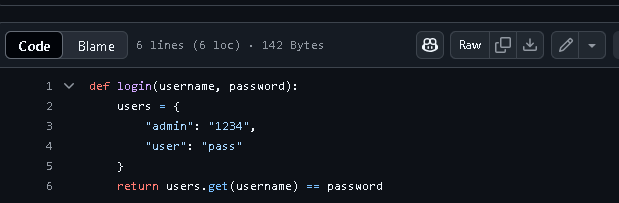 Code Blame 6 lines (6 loc) · 142 Bytes Raw
1 def login(username, password):
2     users = {
3         "admin": "1234",
4         "user": "pass"
5     }
6     return users.get(username) == password